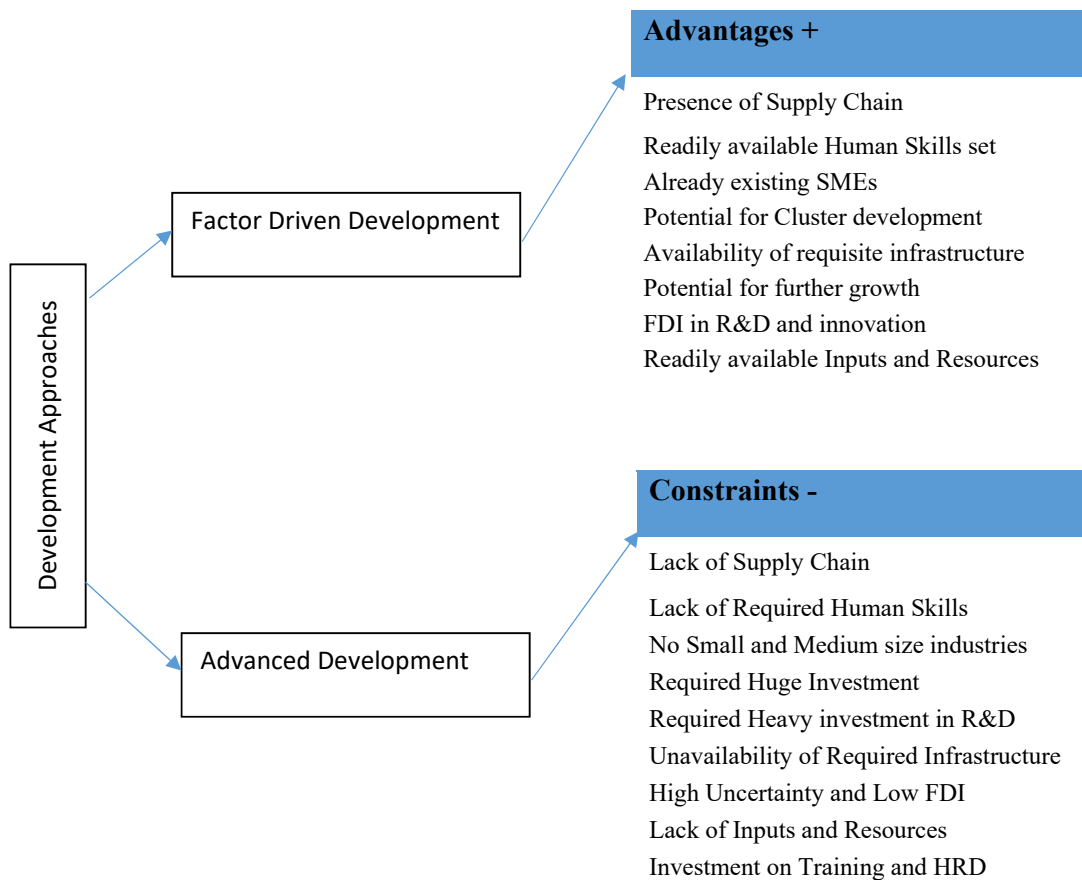 Development Approaches
Factor Driven Development
Advanced Development
Advantages +
Presence of Supply Chain
Readily available Human Skills set
Already existing SMEs
Potential for Cluster development
Availability of requisite infrastructure
Potential for further growth
FDI in R&D and innovation
Readily available Inputs and Resources
Constraints -
Lack of Supply Chain
Lack of Required Human Skills
No Small and Medium size industries
Required Huge Investment
Required Heavy investment in R&D
Unavailability of Required Infrastructure
High Uncertainty and Low FDI
Lack of Inputs and Resources
Investment on Training and HRD